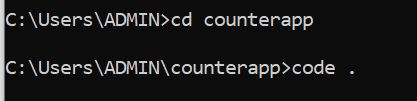 C:\Users\ADMIN>cd counterapp
C:\Users\ADMIN\counterapp>code .